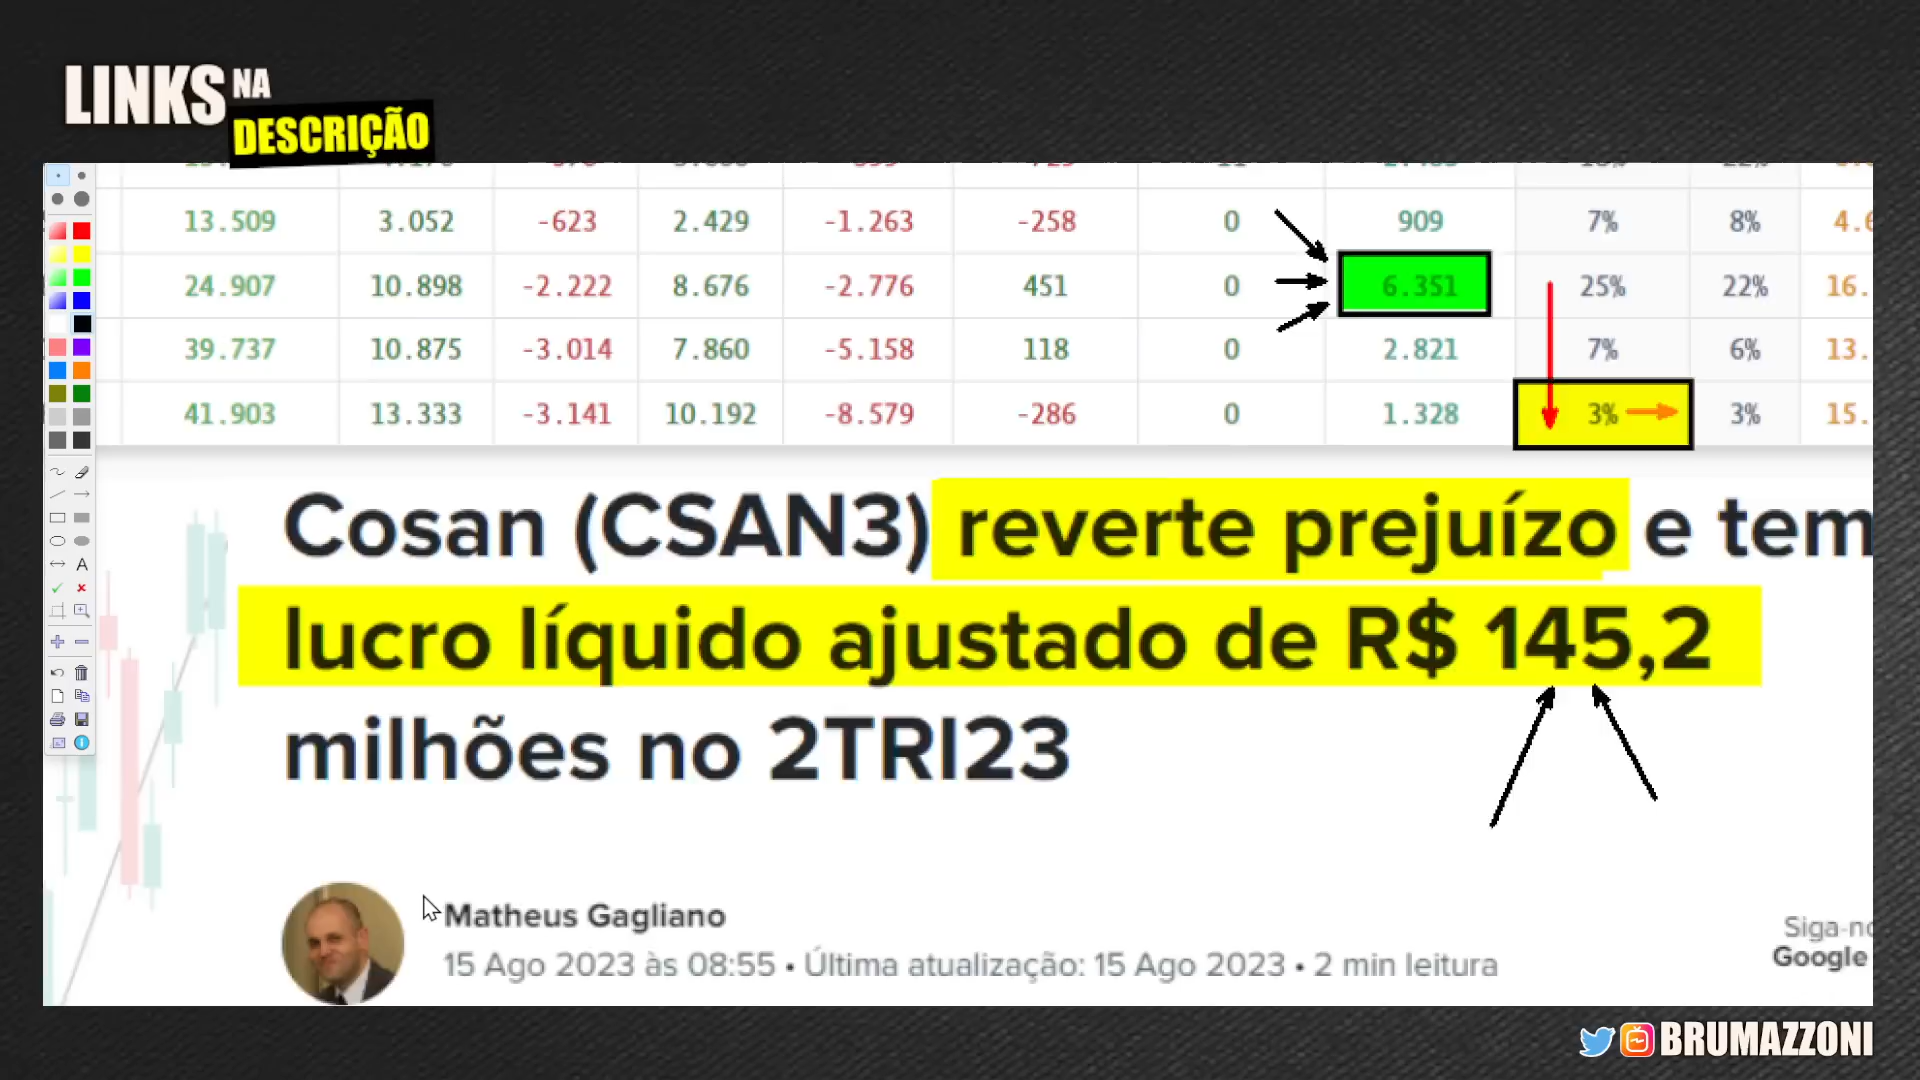 LINKS NA
DESCRIÇÃO
13.509 3.052 -623 2.429 -1.263 -258 0 909 7% 8%
24.907 10.898 -2.222 8.676 -2.776 451 0 6.351 25% 22% 16.
39.737 10.875 -3.014 7.860 -5.158 118 0 2.821 7% 6% 13.
41.903 13.333 -3.141 10.192 -8.579 -286 0 1.328 3% 3% 15.
A
Cosan (CSAN3) reverte prejuízo e tem
lucro líquido ajustado de R$ 145,2
milhões no 2TRI23
Matheus Gagliano
15 Ago 2023 às 08:55 • Última atualização: 15 Ago 2023 • 2 min leitura
Siga-no
Google
BRUMAZZONI